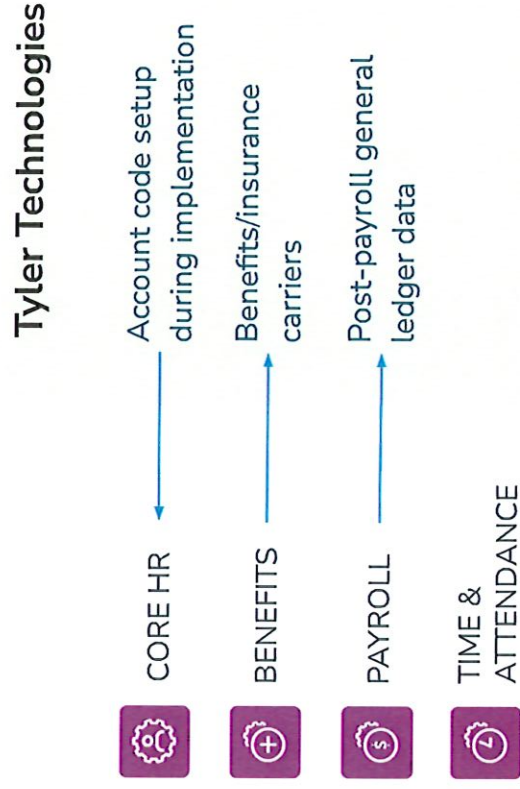 Tyler Technologies
CORE HR
Account code setup
during implementation
BENEFITS
Benefits/insurance
carriers
PAYROLL
$
Post-payroll general
ledger data
TIME &
ATTENDANCE